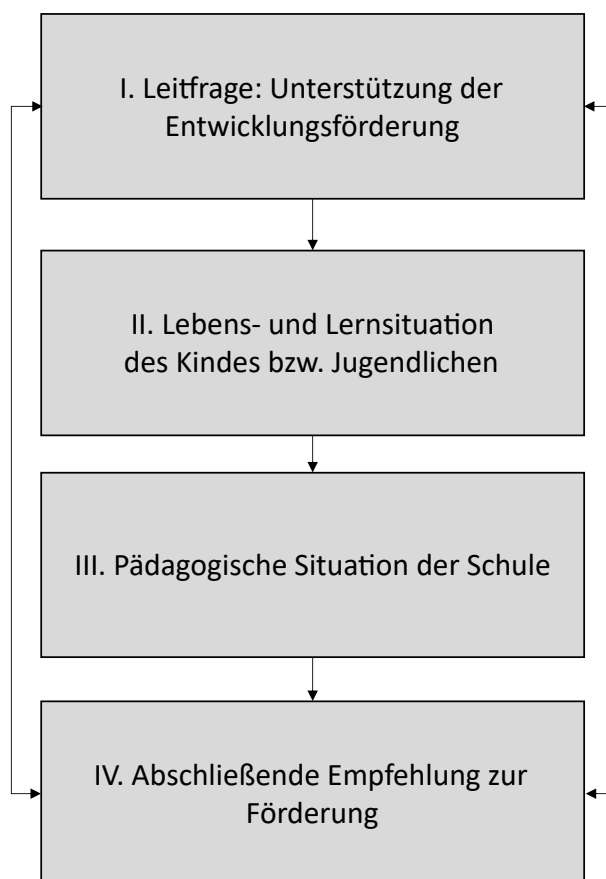 I. Leitfrage: Unterstützung der
Entwicklungsförderung
II. Lebens- und Lernsituation
des Kindes bzw. Jugendlichen
III. Pädagogische Situation der Schule
IV. Abschließende Empfehlung zur
Förderung